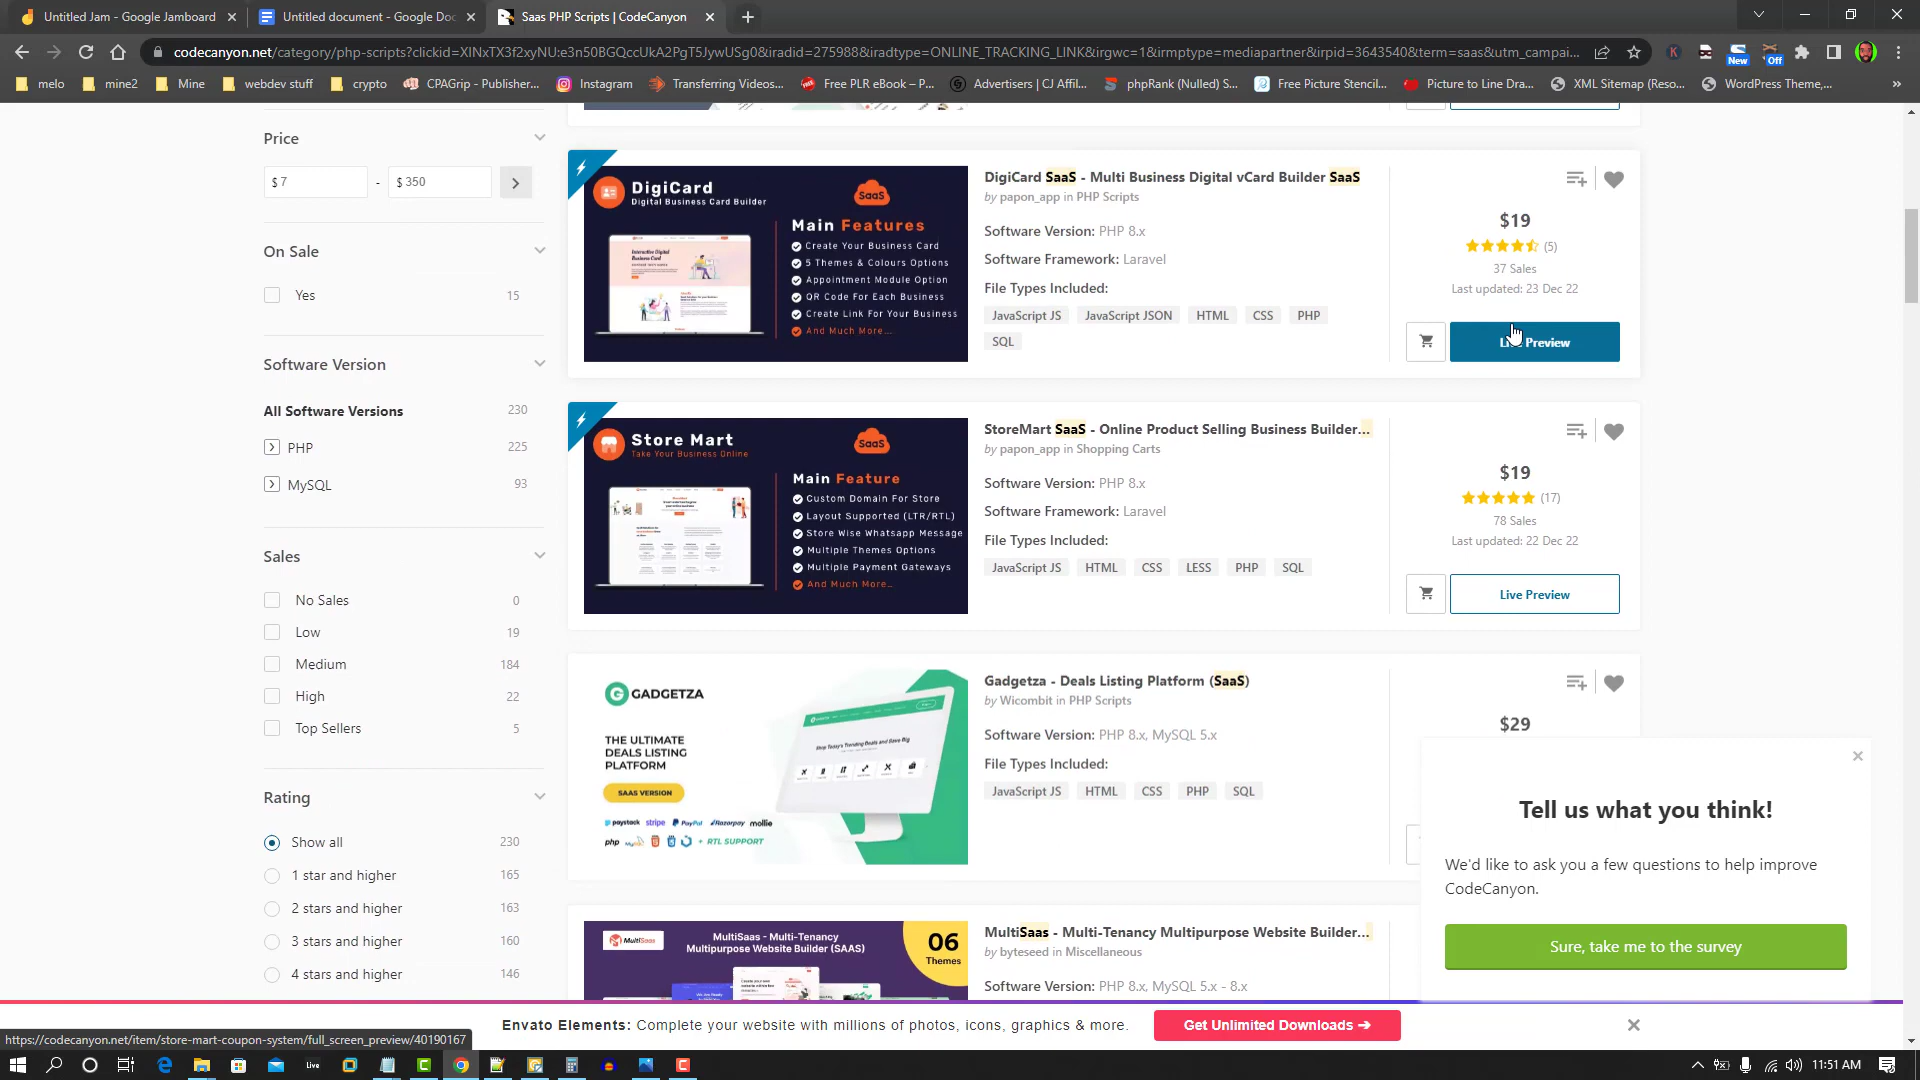 Untitled Jam - Google Jamboard
Untitled document - Google Doc
Saas PHP Scripts | CodeCanyon
codecanyon.net/category/php-scripts?clickid=XINxTX3f2xyNU:e3n50BGQccUkA2PgT5JywUSg0&iradid=275988&iradtype=ONLINE_TRACKING_LINK&irgwc=1&irmptype=mediapartner&irpid=3643540&term=saas&utm_campai...
New
Off
melo
mine2
Mine
webdev stuff
crypto
CPAGrip - Publisher...
Instagram
Transferring Videos...
Free PLR eBook – P...
Advertisers | CJ Affil...
phpRank (Nulled) S...
Free Picture Stencil...
Picture to Line Dra...
XML Sitemap (Reso...
WordPress Theme,...
Price
$ 7 - $ 350
On Sale
Yes 15
Software Version
All Software Versions 230
PHP 225
MySQL 93
Sales
No Sales 0
Low 19
Medium 184
High 22
Top Sellers 5
Rating
Show all 230
1 star and higher 165
2 stars and higher 163
3 stars and higher 160
4 stars and higher 146
DigiCard
Digital Business Card Builder
SaaS
Main Features
Create Your Business Card
5 Themes & Colours Options
Appointment Module Option
QR Code For Each Business
Create Link For Your Business
And Much More...
DigiCard SaaS - Multi Business Digital vCard Builder SaaS
by papon_app in PHP Scripts
Software Version: PHP 8.x
Software Framework: Laravel
File Types Included:
JavaScript JS JavaScript JSON HTML CSS PHP
SQL
$19
(5)
37 Sales
Last updated: 23 Dec 22
Live Preview
Store Mart
Take Your Business Online
SaaS
Main Feature
Custom Domain For Store
Layout Supported (LTR/RTL)
Store Wise Whatsapp Message
Multiple Themes Options
Multiple Payment Gateways
And Much More...
StoreMart SaaS - Online Product Selling Business Builder...
by papon_app in Shopping Carts
Software Version: PHP 8.x
Software Framework: Laravel
File Types Included:
JavaScript JS HTML CSS LESS PHP SQL
$19
(17)
78 Sales
Last updated: 22 Dec 22
Live Preview
GADGETZA
THE ULTIMATE
DEALS LISTING
PLATFORM
SAAS VERSION
paystack stripe PayPal Razorpay mollie
php + RTL SUPPORT
Shop Today's Trending Deals and Save Big
Gadgetza - Deals Listing Platform (SaaS)
by Wicombit in PHP Scripts
Software Version: PHP 8.x, MySQL 5.x
File Types Included:
JavaScript JS HTML CSS PHP SQL
$29
MultiSaas
MultiSaas - Multi-Tenancy
Multipurpose Website Builder (SAAS)
06
Themes
MultiSaas - Multi-Tenancy Multipurpose Website Builder...
by byteseed in Miscellaneous
Software Version: PHP 8.x, MySQL 5.x - 8.x
Tell us what you think!
We'd like to ask you a few questions to help improve
CodeCanyon.
Sure, take me to the survey
Envato Elements: Complete your website with millions of photos, icons, graphics & more.
Get Unlimited Downloads ➔
https://codecanyon.net/item/store-mart-coupon-system/full_screen_preview/40190167
11:51 AM